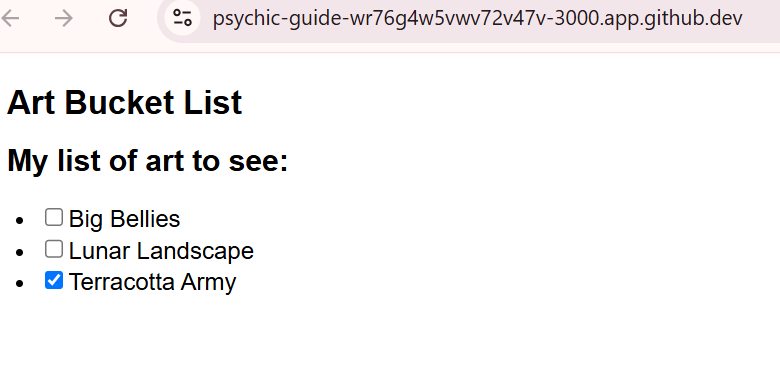 psychic-guide-wr76g4w5vwv72v47v-3000.app.github.dev
Art Bucket List
My list of art to see:
Big Bellies
Lunar Landscape
Terracotta Army